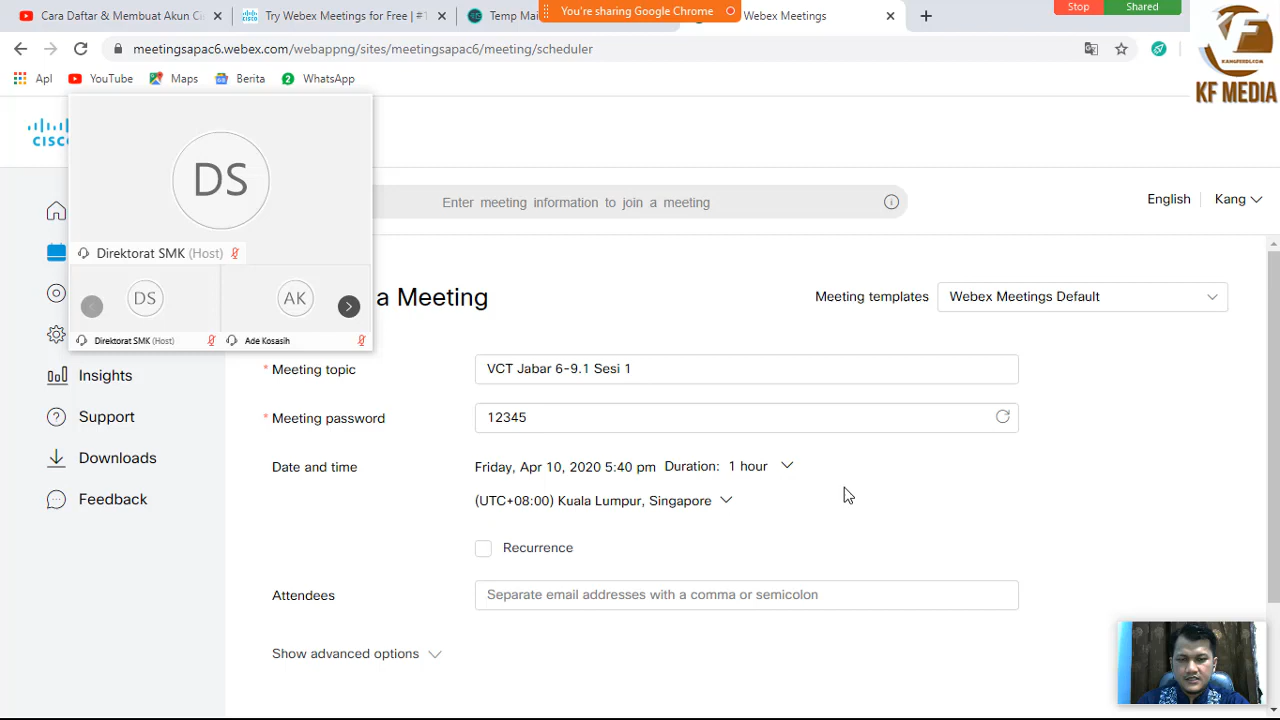 Cara Daftar & Membuat Akun C
Try Webex Meetings for Free | #1
Temp Mai
You're sharing Google Chrome
Webex Meetings
Stop
Shared
meetingsapac6.webex.com/webappng/sites/meetingsapac6/meeting/scheduler
KANGFERDS.COM
KF MEDIA
Apl
YouTube
Maps
Berita
2
WhatsApp
CISCO
DS
Direktorat SMK (Host)
DS
AK
Direktorat SMK (Host)
Ade Kosasih
Enter meeting information to join a meeting
English
Kang
a Meeting
Meeting templates
Webex Meetings Default
Insights
Support
Downloads
Feedback
* Meeting topic
VCT Jabar 6-9.1 Sesi 1
* Meeting password
12345
Date and time
Friday, Apr 10, 2020 5:40 pm Duration: 1 hour
(UTC+08:00) Kuala Lumpur, Singapore
Recurrence
Attendees
Separate email addresses with a comma or semicolon
Show advanced options